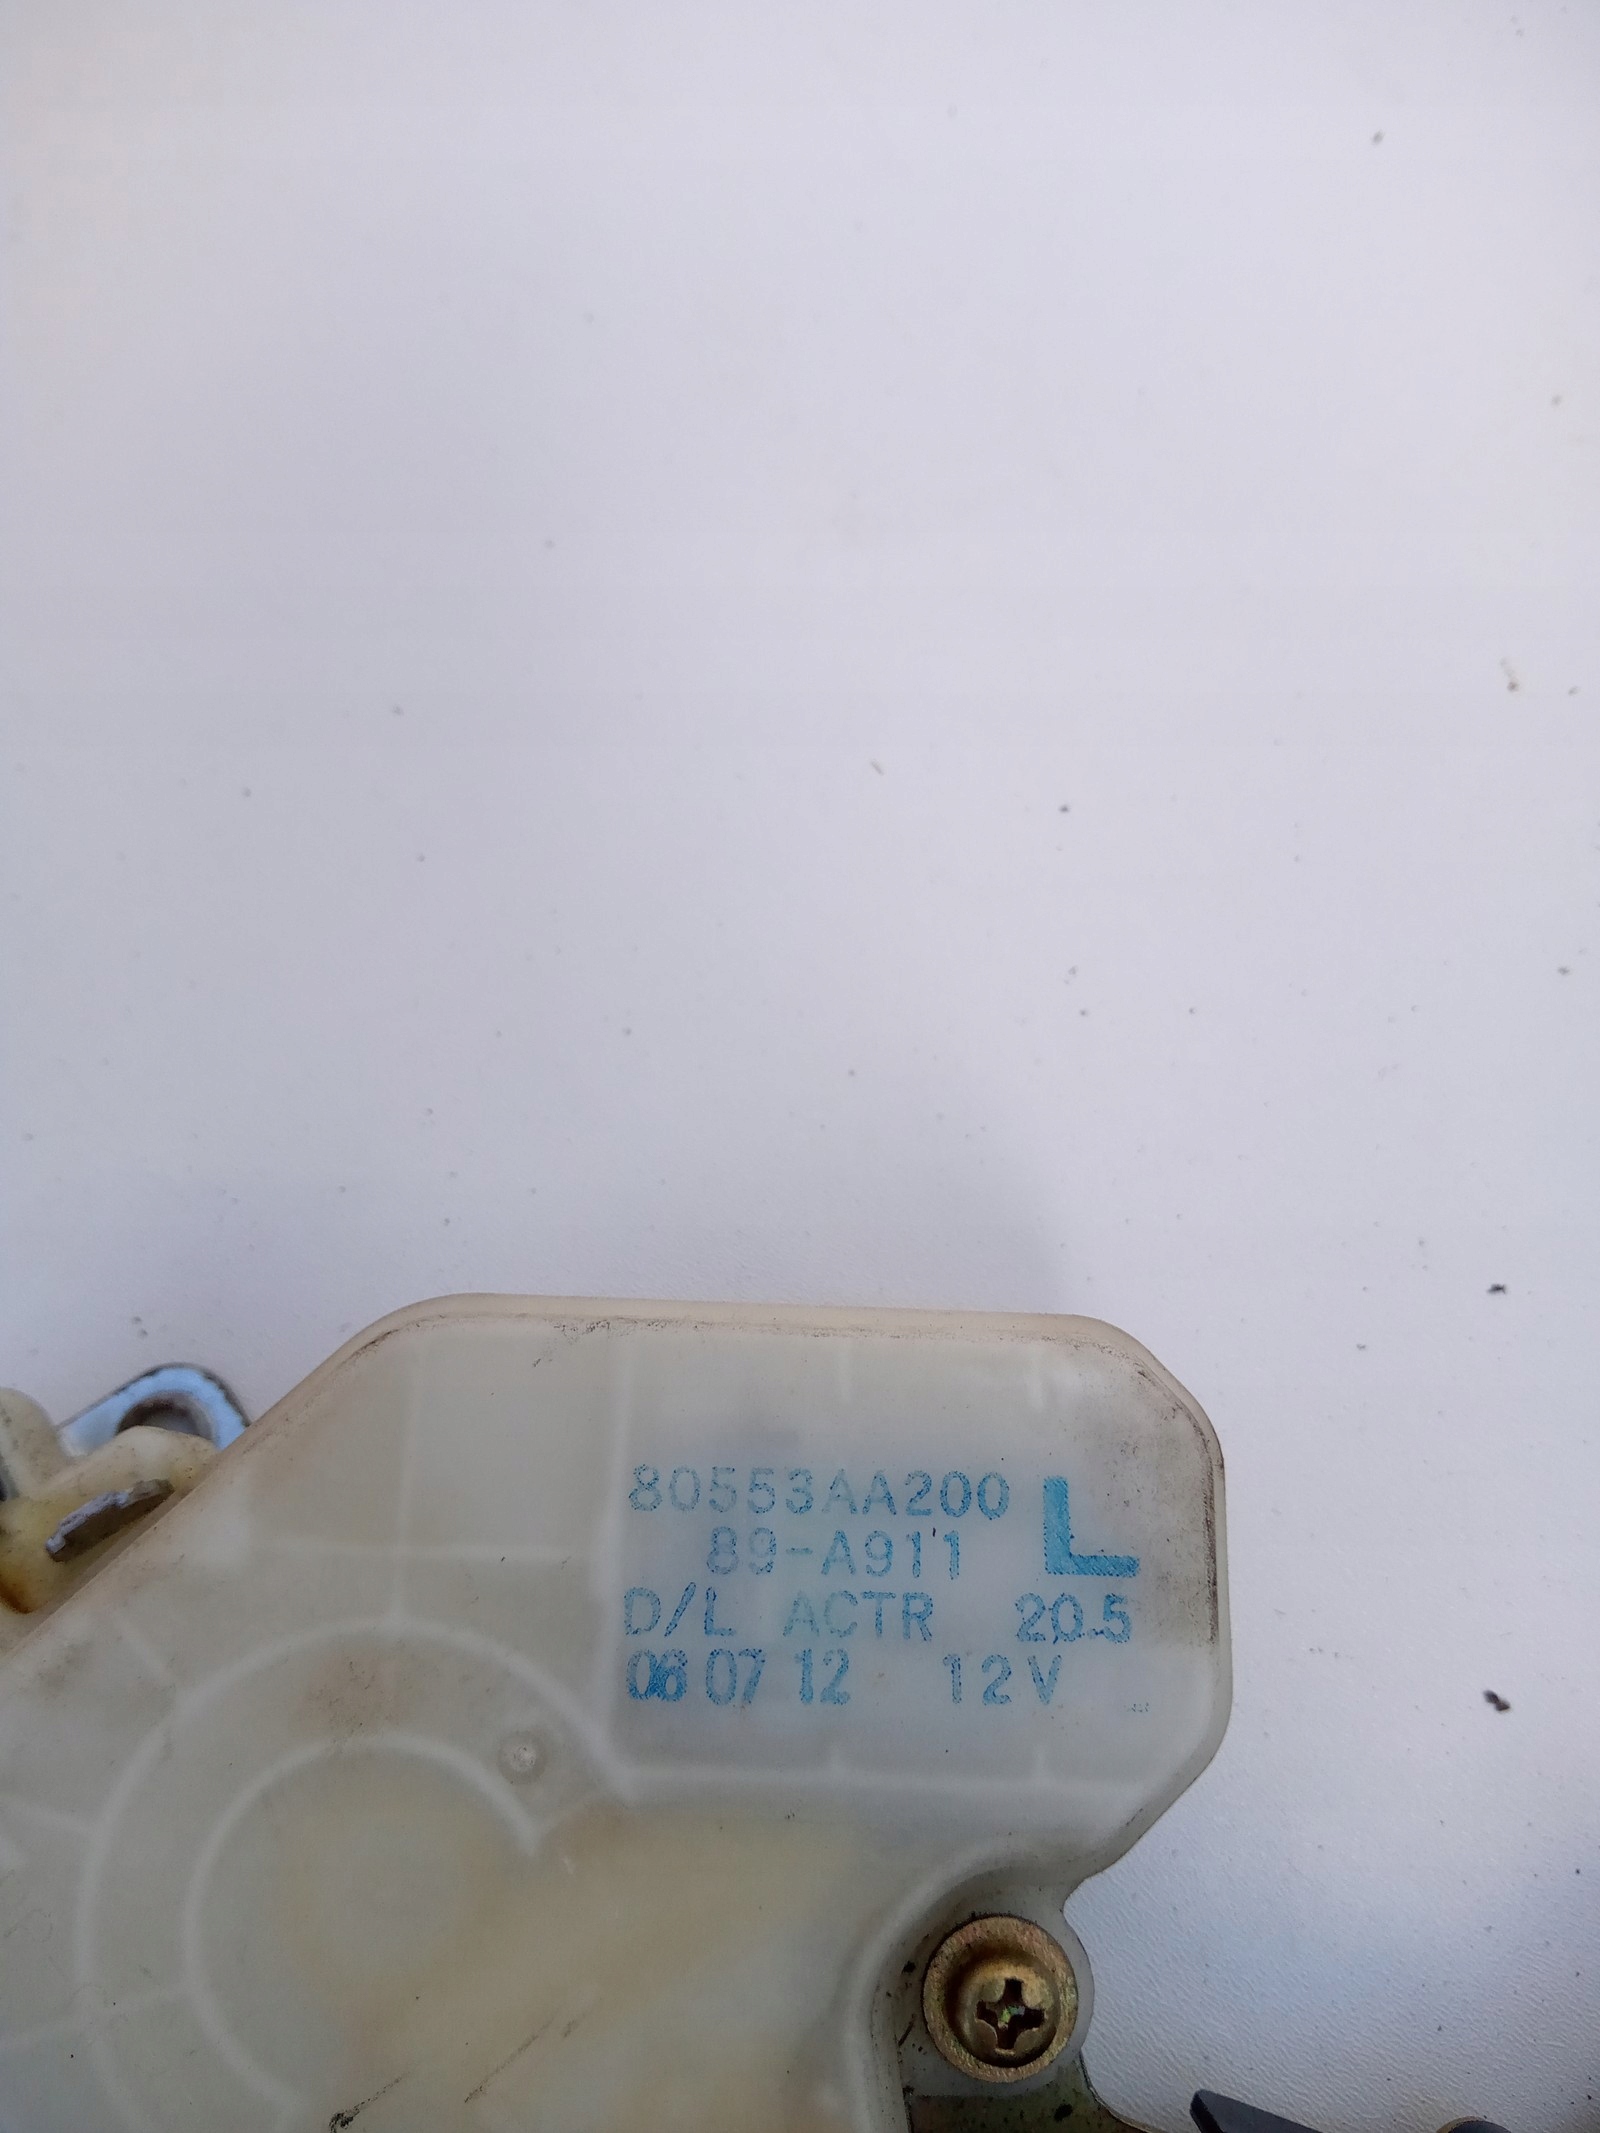 80553AA200 L
89-A911
D/L ACTR 20.5
06 07 12 12V